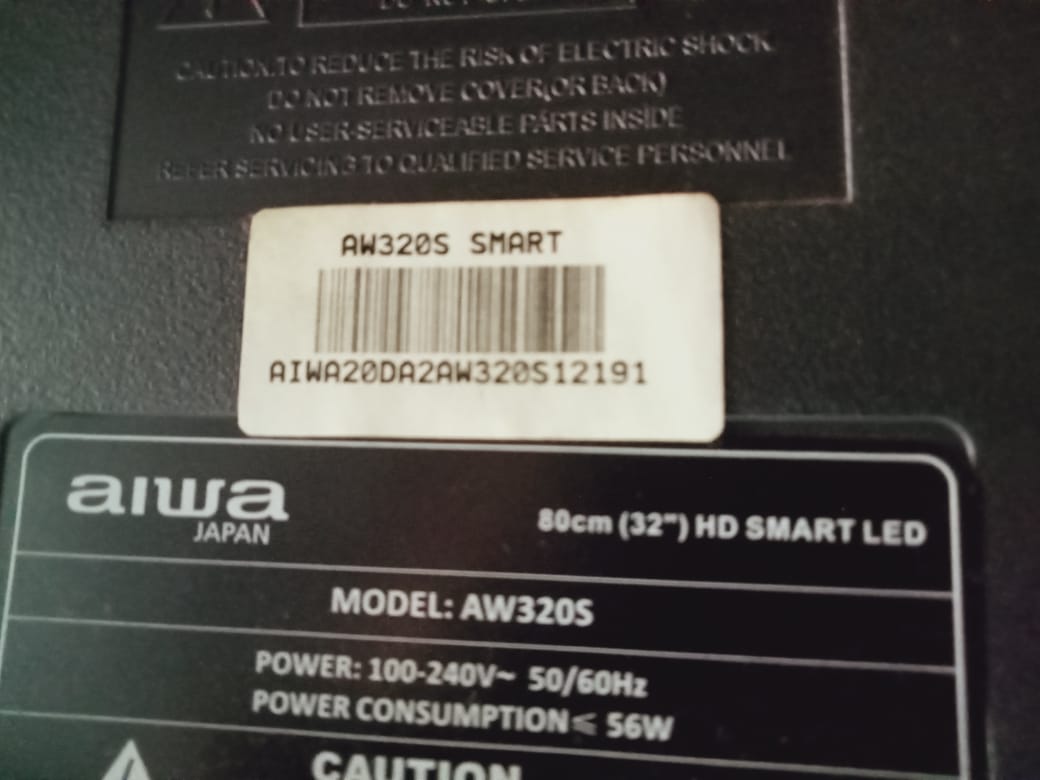 CAUTION:TO REDUCE THE RISK OF ELECTRIC SHOCK
DO NOT REMOVE COVER(OR BACK)
NO USER-SERVICEABLE PARTS INSIDE
REFER SERVICING TO QUALIFIED SERVICE PERSONNEL
AW320S SMART
AIWA20DA2AW320S12191
aiwa
JAPAN
80cm (32") HD SMART LED
MODEL: AW320S
POWER: 100-240V~ 50/60Hz
POWER CONSUMPTION ≤ 56W
CAUTION